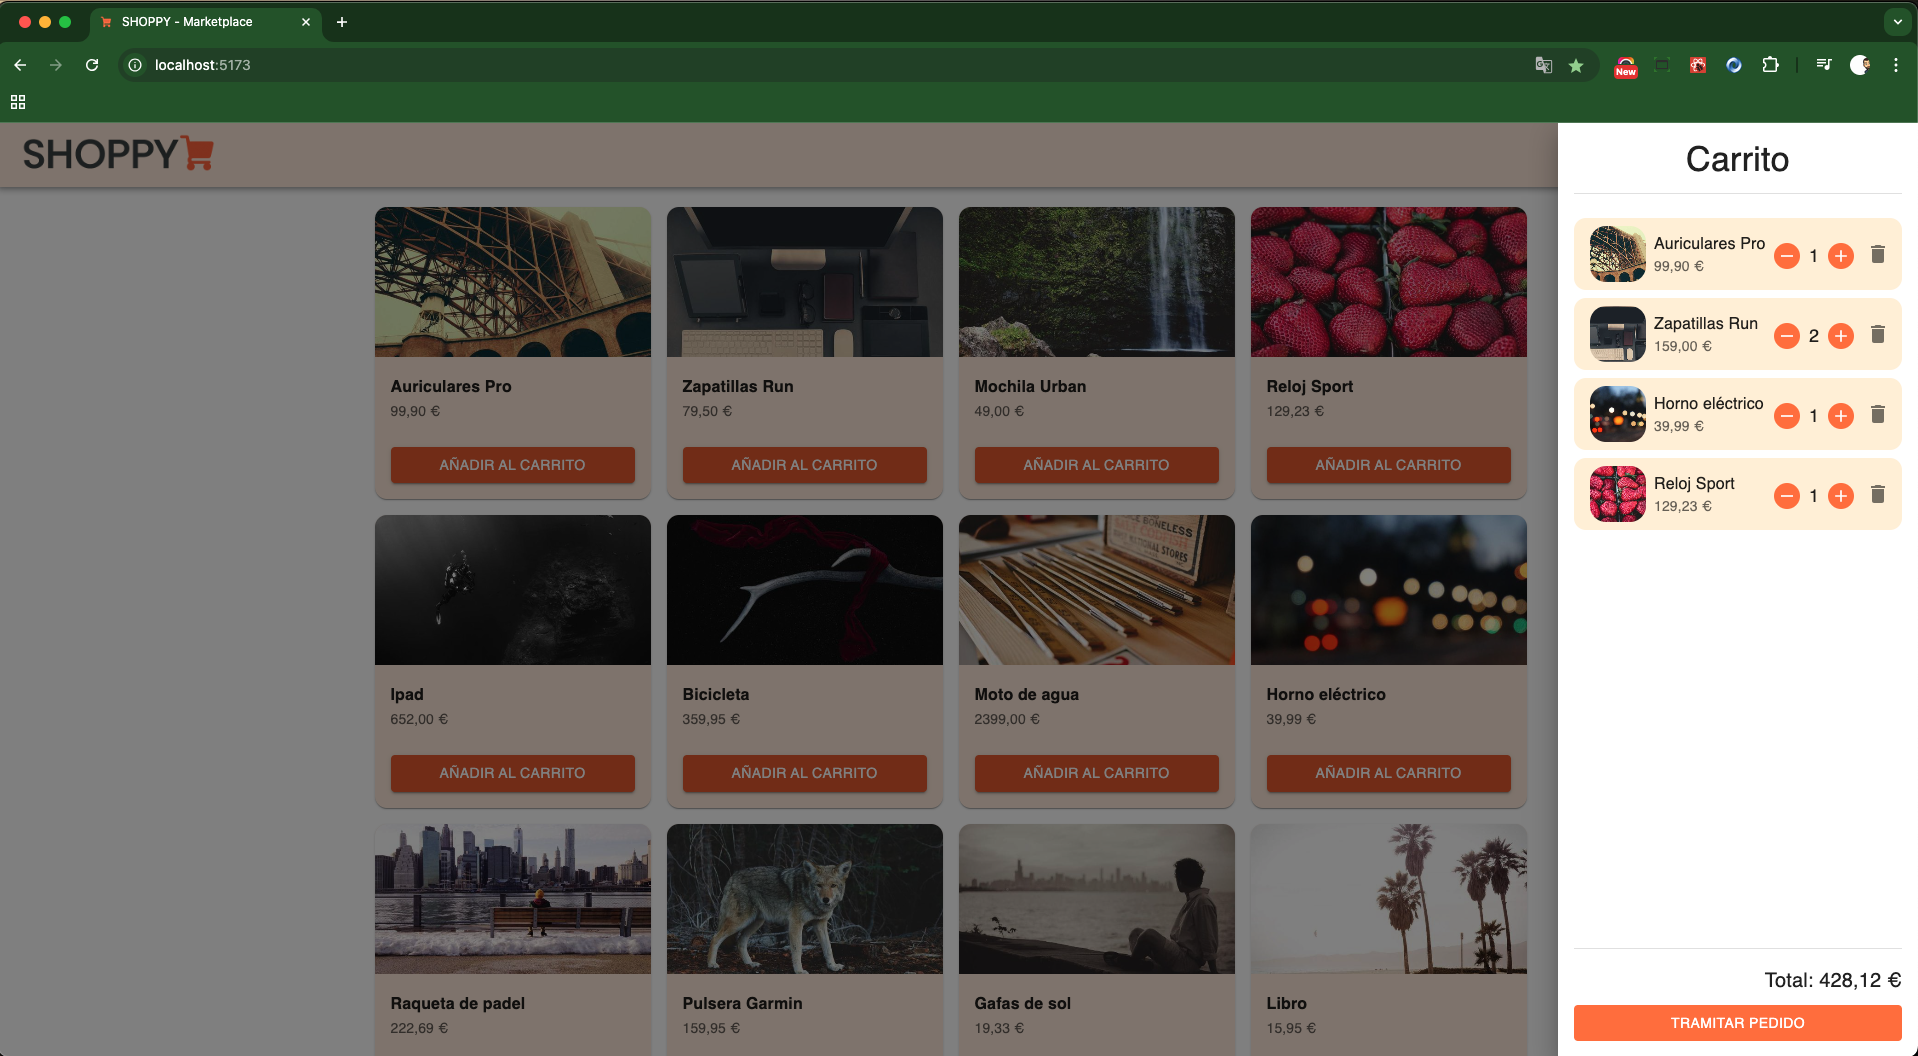 SHOPPY - Marketplace
localhost:5173
New
SHOPPY
Carrito
Auriculares Pro
99,90 €
1
Zapatillas Run
159,00 €
2
Horno eléctrico
39,99 €
1
Reloj Sport
129,23 €
1
Total: 428,12 €
TRAMITAR PEDIDO
Auriculares Pro
99,90 €
AÑADIR AL CARRITO
Zapatillas Run
79,50 €
AÑADIR AL CARRITO
Mochila Urban
49,00 €
AÑADIR AL CARRITO
Reloj Sport
129,23 €
AÑADIR AL CARRITO
Ipad
652,00 €
AÑADIR AL CARRITO
Bicicleta
359,95 €
AÑADIR AL CARRITO
BONELESS
NATIONAL STORES
Moto de agua
2399,00 €
AÑADIR AL CARRITO
Horno eléctrico
39,99 €
AÑADIR AL CARRITO
Raqueta de padel
222,69 €
Pulsera Garmin
159,95 €
Gafas de sol
19,33 €
Libro
15,95 €